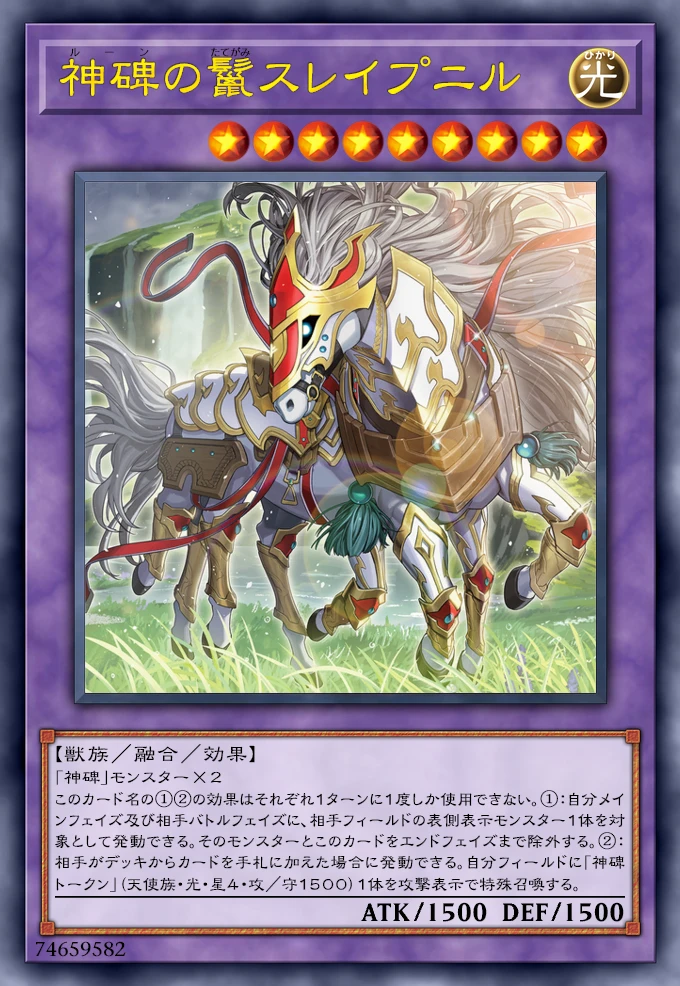 ルーン たてがみ
神碑の鬣スレイプニル
ひかり
光
【獣族／融合／効果】
「神碑」モンスター×２
このカード名の①②の効果はそれぞれ１ターンに１度しか使用できない。①：自分メイ
ンフェイズ及び相手バトルフェイズに、相手フィールドの表側表示モンスター１体を対
象として発動できる。そのモンスターとこのカードをエンドフェイズまで除外する。②：
相手がデッキからカードを手札に加えた場合に発動できる。自分フィールドに「神碑
トークン」（天使族・光・星４・攻／守１５００）１体を攻撃表示で特殊召喚する。
ATK/1500 DEF/1500
74659582